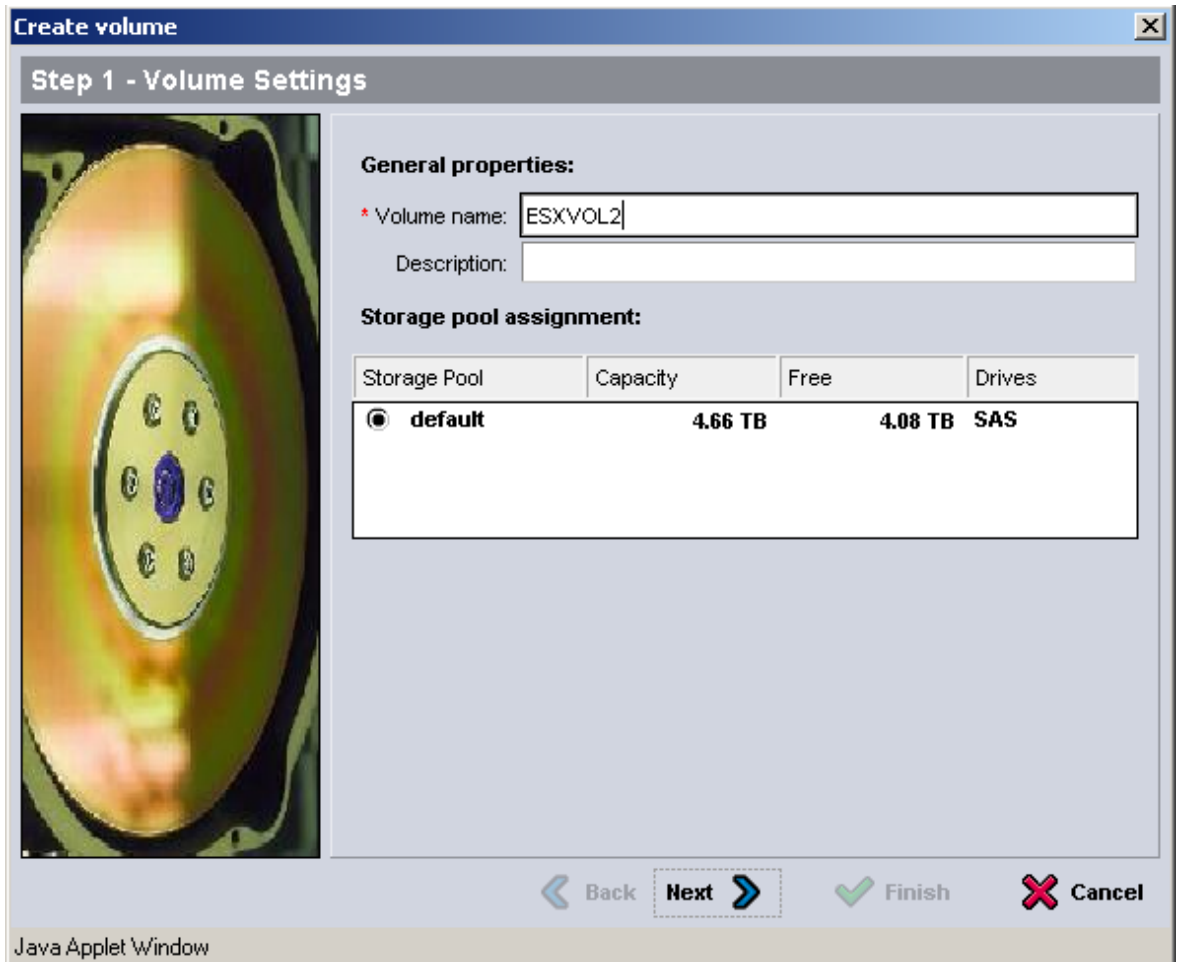 Create volume
Step 1 - Volume Settings
General properties:
* Volume name: ESXVOL2
Description:
Storage pool assignment:
Storage Pool Capacity Free Drives
default 4.66 TB 4.08 TB SAS
Back Next Finish Cancel
Java Applet Window